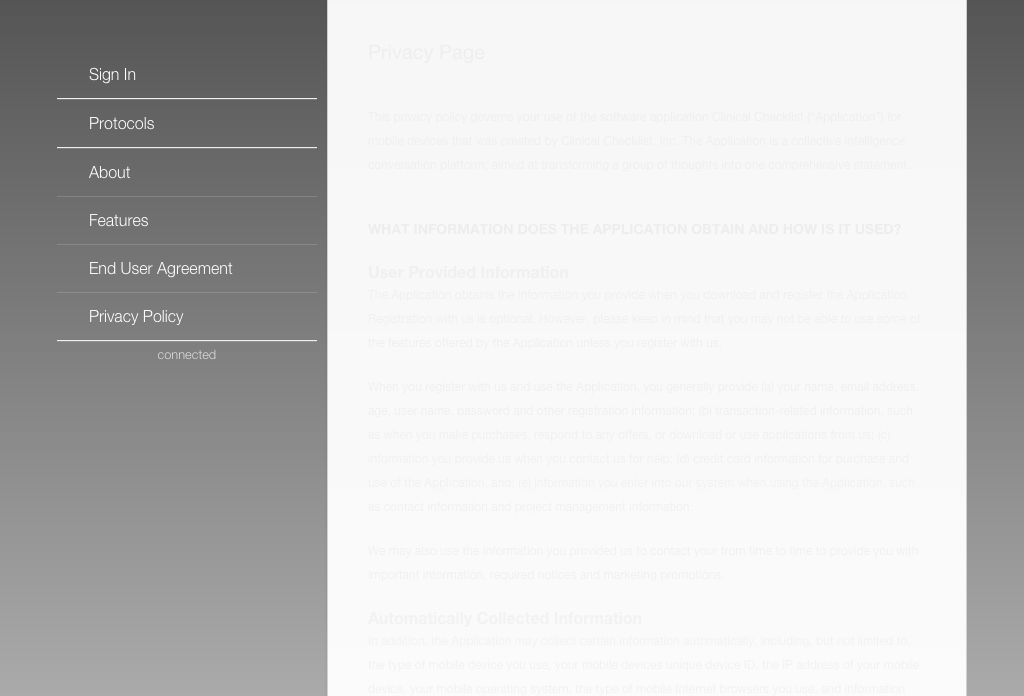 Sign In
Protocols
About
Features
End User Agreement
Privacy Policy
connected
Privacy Page
This privacy policy governs your use of the software application Clinical Checklist ("Application") for
mobile devices that was created by Clinical Checklist, Inc. The Application is a collective intelligence
conversation platform, aimed at transforming a group of thoughts into one comprehensive statement.
WHAT INFORMATION DOES THE APPLICATION OBTAIN AND HOW IS IT USED?
User Provided Information
The Application obtains the information you provide when you download and register the Application.
Registration with us is optional. However, please keep in mind that you may not be able to use some of
the features offered by the Application unless you register with us.
When you register with us and use the Application, you generally provide (a) your name, email address,
age, user name, password and other registration information; (b) transaction-related information, such
as when you make purchases, respond to any offers, or download or use applications from us; (c)
information you provide us when you contact us for help; (d) credit card information for purchase and
use of the Application, and; (e) information you enter into our system when using the Application, such
as contact information and project management information.
We may also use the information you provided us to contact your from time to time to provide you with
important information, required notices and marketing promotions.
Automatically Collected Information
In addition, the Application may collect certain information automatically, including, but not limited to,
the type of mobile device you use, your mobile devices unique device ID, the IP address of your mobile
device, your mobile operating system, the type of mobile Internet browsers you use, and information